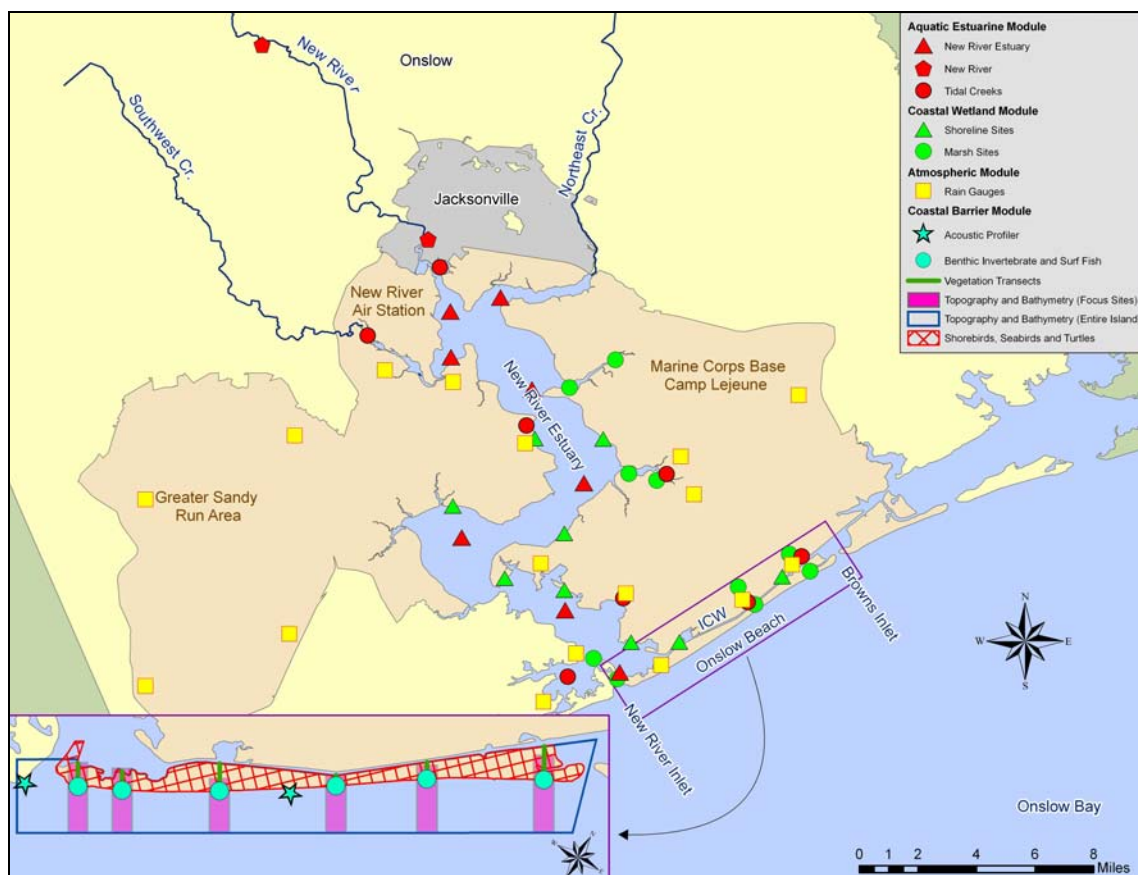 Aquatic Estuarine Module
New River Estuary
New River
Tidal Creeks
Coastal Wetland Module
Shoreline Sites
Marsh Sites
Atmospheric Module
Rain Gauges
Coastal Barrier Module
Acoustic Profiler
Benthic Invertebrate and Surf Fish
Vegetation Transects
Topography and Bathymetry (Focus Sites)
Topography and Bathymetry (Entire Island)
Shorebirds, Seabirds and Turtles
New River
Onslow
Southwest Cr.
Northeast Cr.
Jacksonville
New River
Air Station
Marine Corps Base
Camp Lejeune
New River Estuary
Greater Sandy
Run Area
ICW
Onslow Beach
Browns Inlet
New River Inlet
N
W
E
S
Onslow Bay
0 1 2 4 6 8
Miles